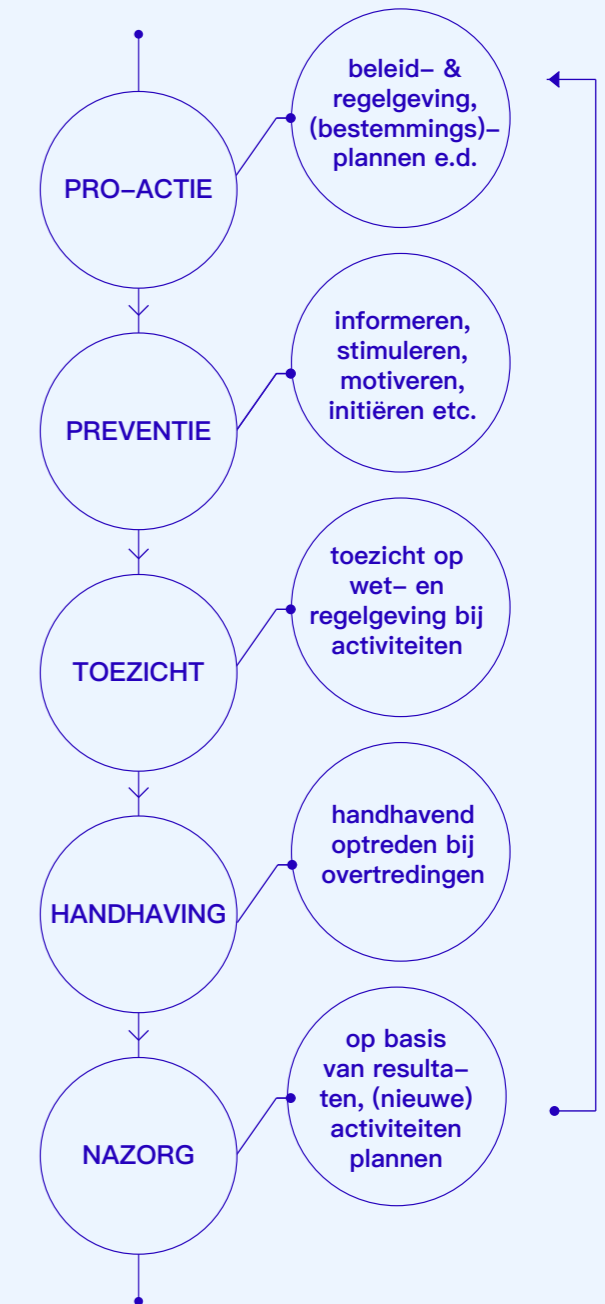 PRO–ACTIE
beleid– &
regelgeving,
(bestemmings)–
plannen e.d.
PREVENTIE
informeren,
stimuleren,
motiveren,
initiëren etc.
TOEZICHT
toezicht op
wet– en
regelgeving bij
activiteiten
HANDHAVING
handhavend
optreden bij
overtredingen
NAZORG
op basis
van resulta–
ten, (nieuwe)
activiteiten
plannen